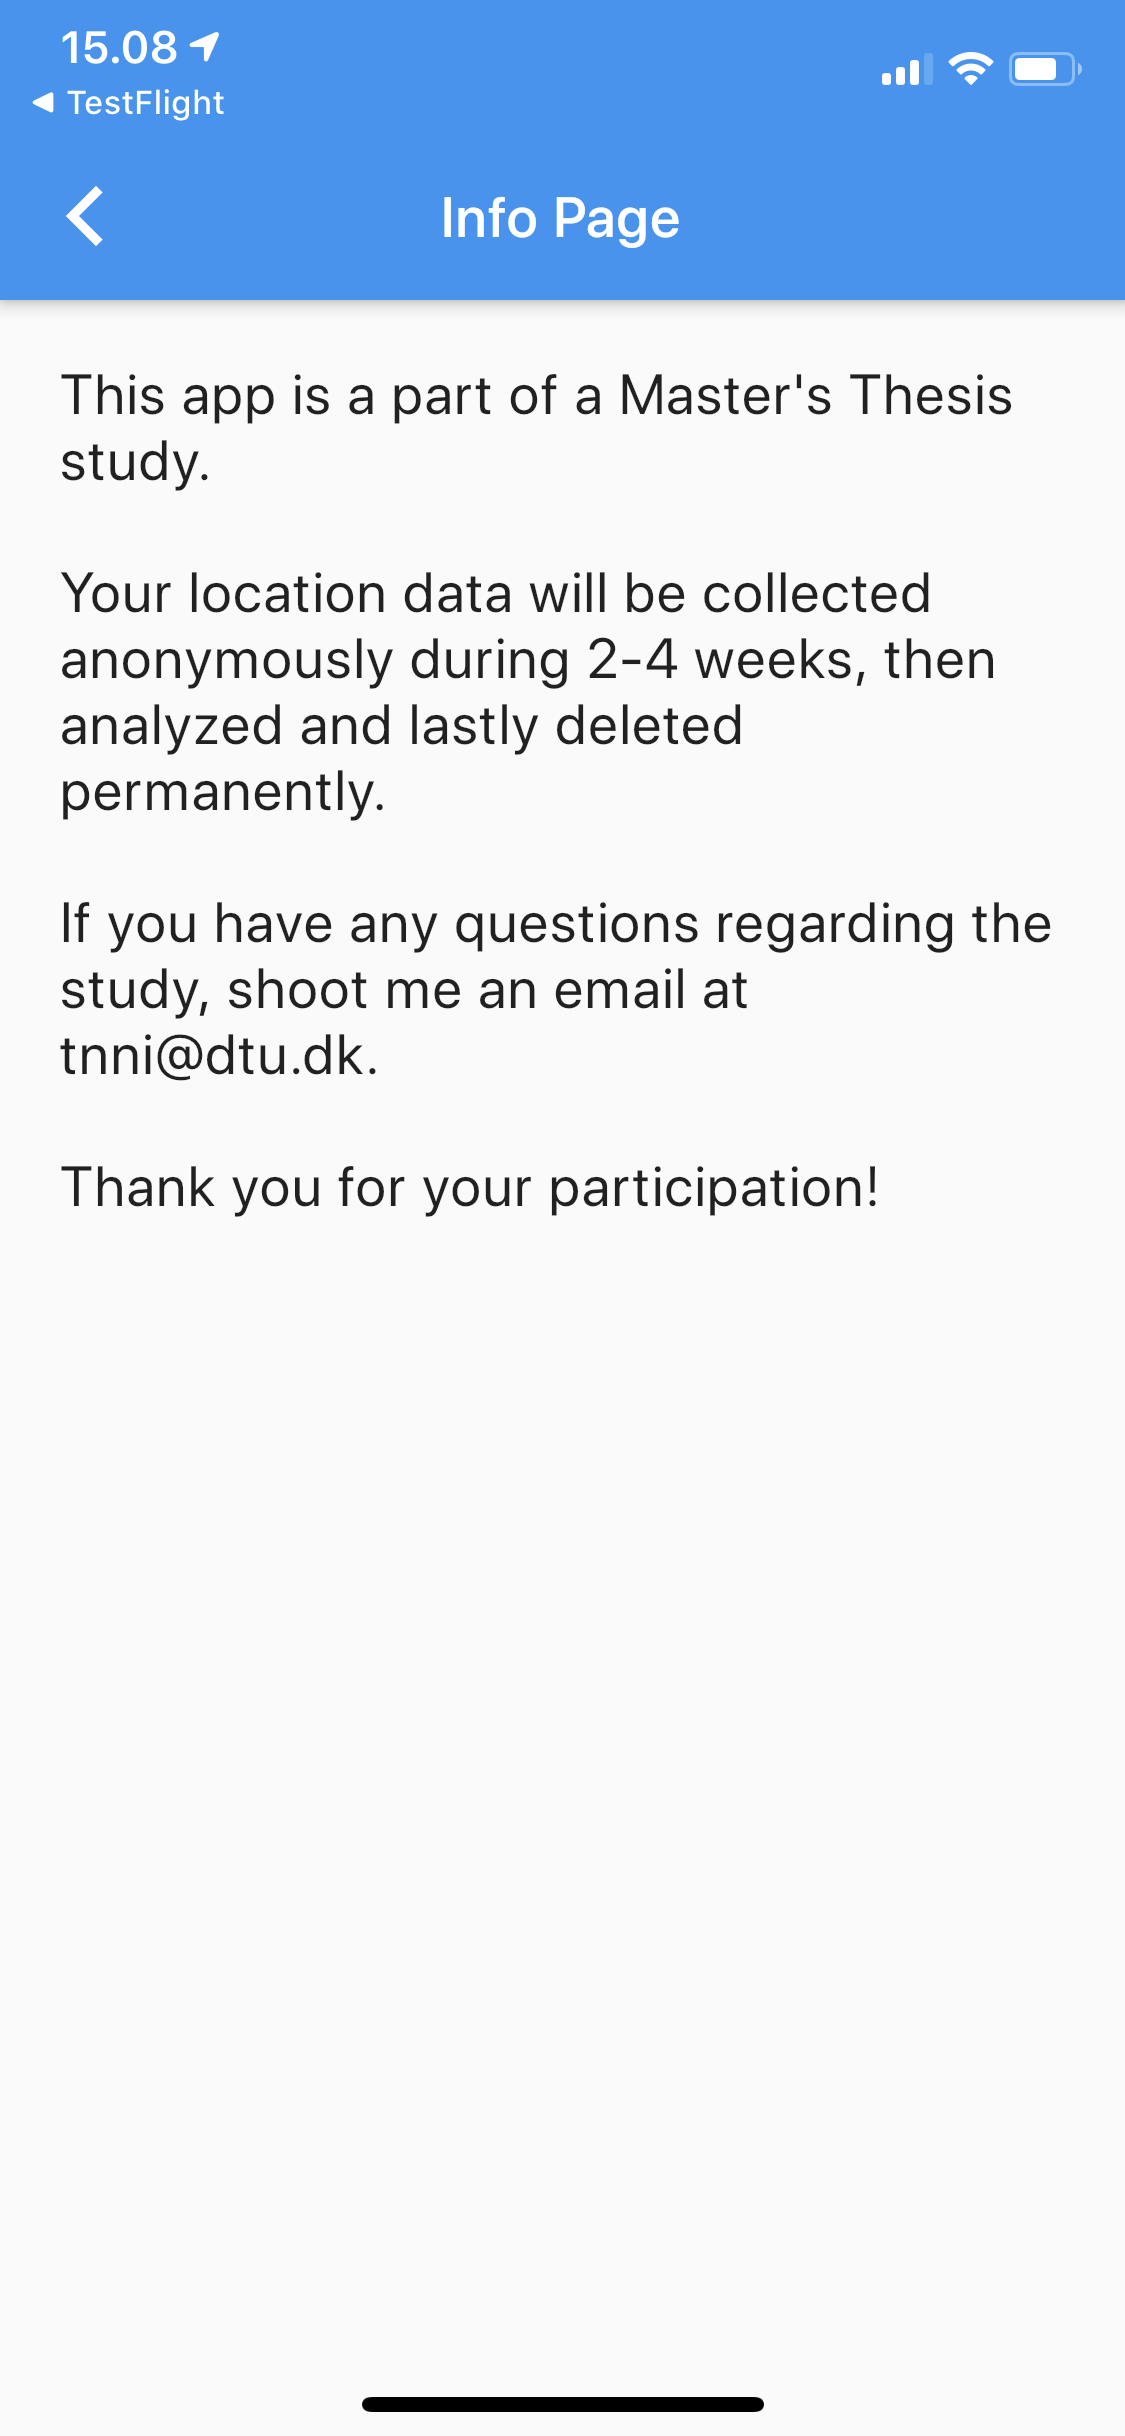 15.08
TestFlight
Info Page
This app is a part of a Master's Thesis
study.
Your location data will be collected
anonymously during 2-4 weeks, then
analyzed and lastly deleted
permanently.
If you have any questions regarding the
study, shoot me an email at
tnni@dtu.dk.
Thank you for your participation!